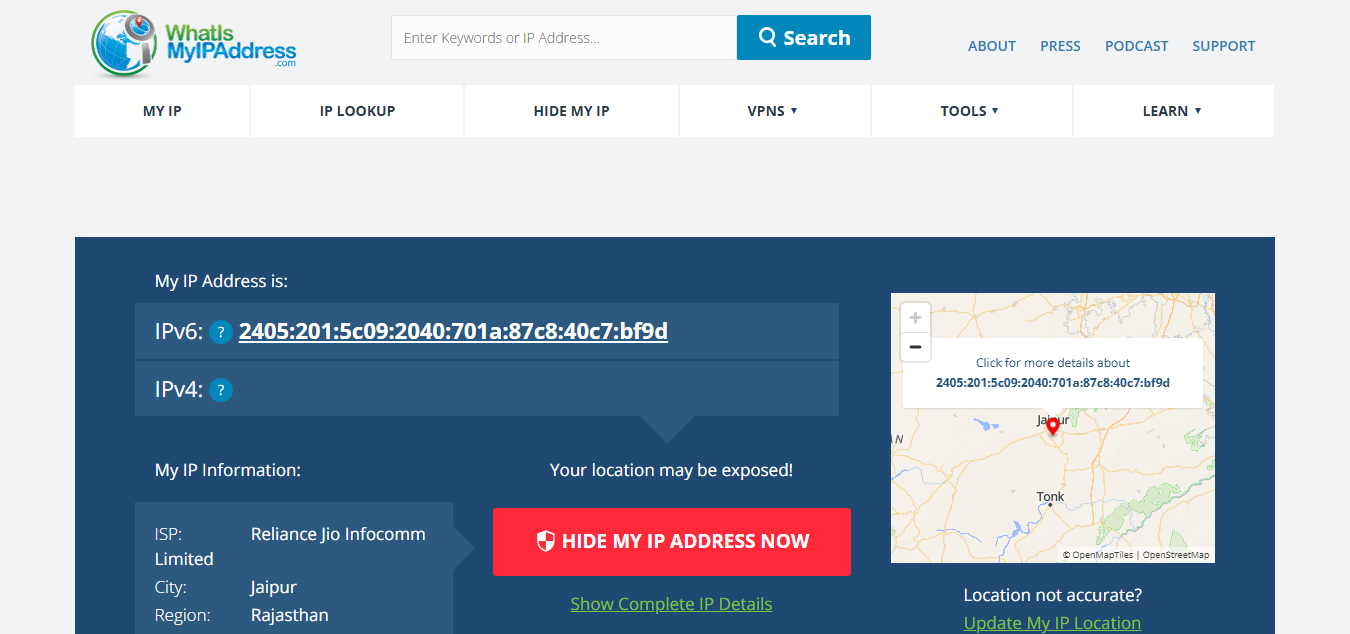 WhatIs
MyIPAddress
.com
Enter Keywords or IP Address...
Search
ABOUT
PRESS
PODCAST
SUPPORT
MY IP
IP LOOKUP
HIDE MY IP
VPNS ▼
TOOLS ▼
LEARN ▼
My IP Address is:
IPv6: ? 2405:201:5c09:2040:701a:87c8:40c7:bf9d
IPv4: ?
My IP Information:
ISP: Reliance Jio Infocomm
Limited
City: Jaipur
Region: Rajasthan
Your location may be exposed!
HIDE MY IP ADDRESS NOW
Show Complete IP Details
+
−
Click for more details about
2405:201:5c09:2040:701a:87c8:40c7:bf9d
Jaipur
AN
Tonk
© OpenMapTiles | OpenStreetMap
Location not accurate?
Update My IP Location